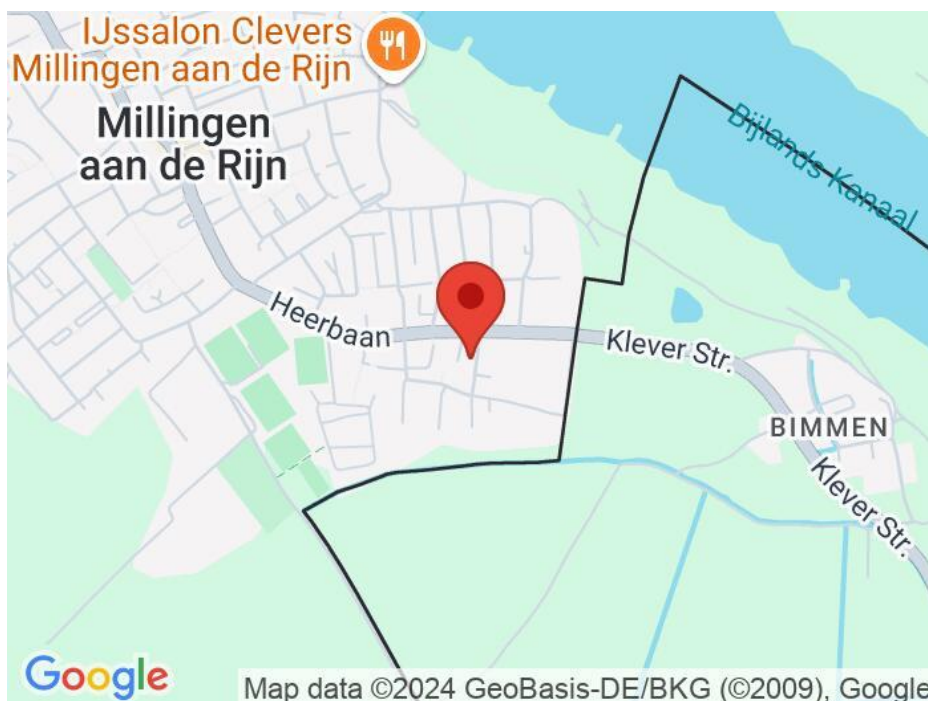 IJssalon Clevers
Millingen aan de Rijn
Millingen
aan de Rijn
Bijlands Kanaal
Heerbaan
Klever Str.
BIMMEN
Klever Str.
Google
Map data ©2024 GeoBasis-DE/BKG (©2009), Google